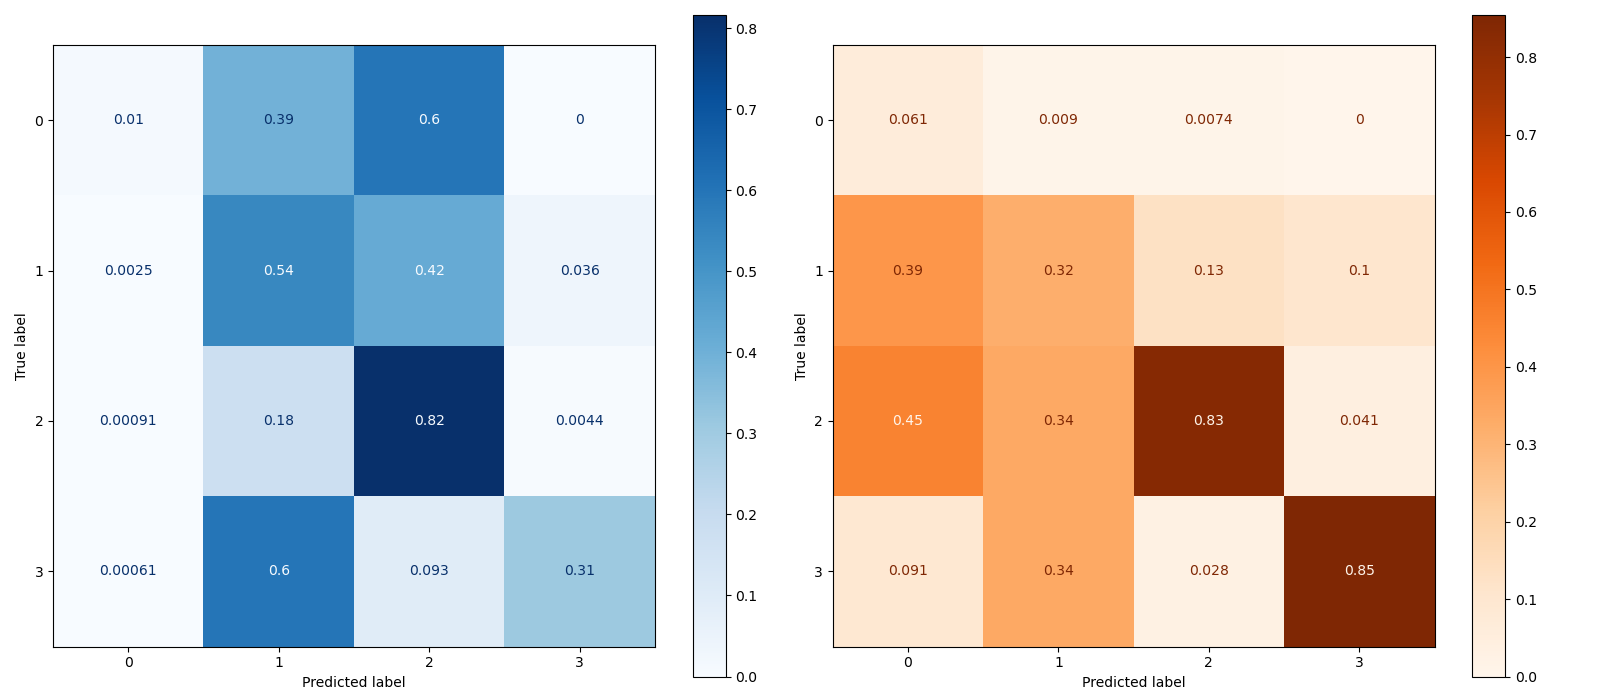 0 0.01 0.39 0.6 0
1 0.0025 0.54 0.42 0.036
2 0.00091 0.18 0.82 0.0044
3 0.00061 0.6 0.093 0.31
0 1 2 3
True label
Predicted label
0.8
0.7
0.6
0.5
0.4
0.3
0.2
0.1
0.0
0 0.061 0.009 0.0074 0
1 0.39 0.32 0.13 0.1
2 0.45 0.34 0.83 0.041
3 0.091 0.34 0.028 0.85
0 1 2 3
True label
Predicted label
0.8
0.7
0.6
0.5
0.4
0.3
0.2
0.1
0.0